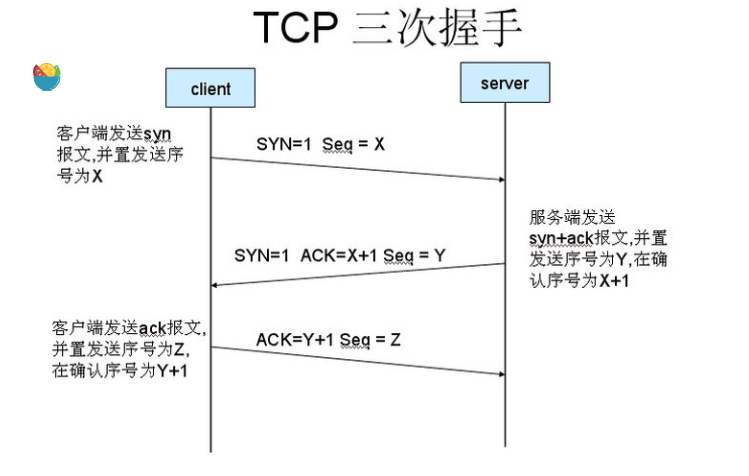 TCP 三次握手
client
server
客户端发送syn
报文,并置发送序
号为X
SYN=1 Seq = X
服务端发送
syn+ack报文,并置
发送序号为Y,在确
认序号为X+1
SYN=1 ACK=X+1 Seq = Y
客户端发送ack报文,
并置发送序号为Z,
在确认序号为Y+1
ACK=Y+1 Seq = Z